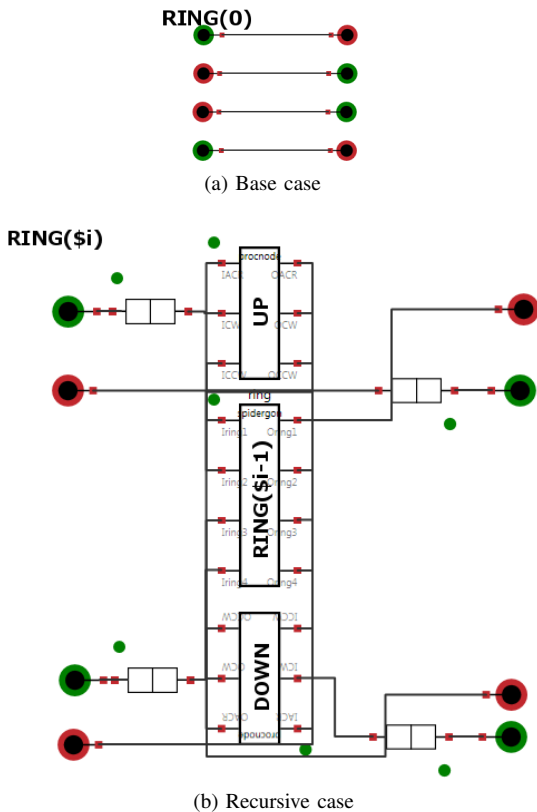 RING(0)
(a) Base case
RING($i)
procnode
IACR OACR
UP
ICW OCW
ICCW OCCW
ring
spidergon
Iring1 Oring1
RING($i-1)
Iring2 Oring2
Iring3 Oring3
Iring4 Oring4
OCCW ICCW
DOWN
OCW ICW
OACR IACR
procnode
(b) Recursive case